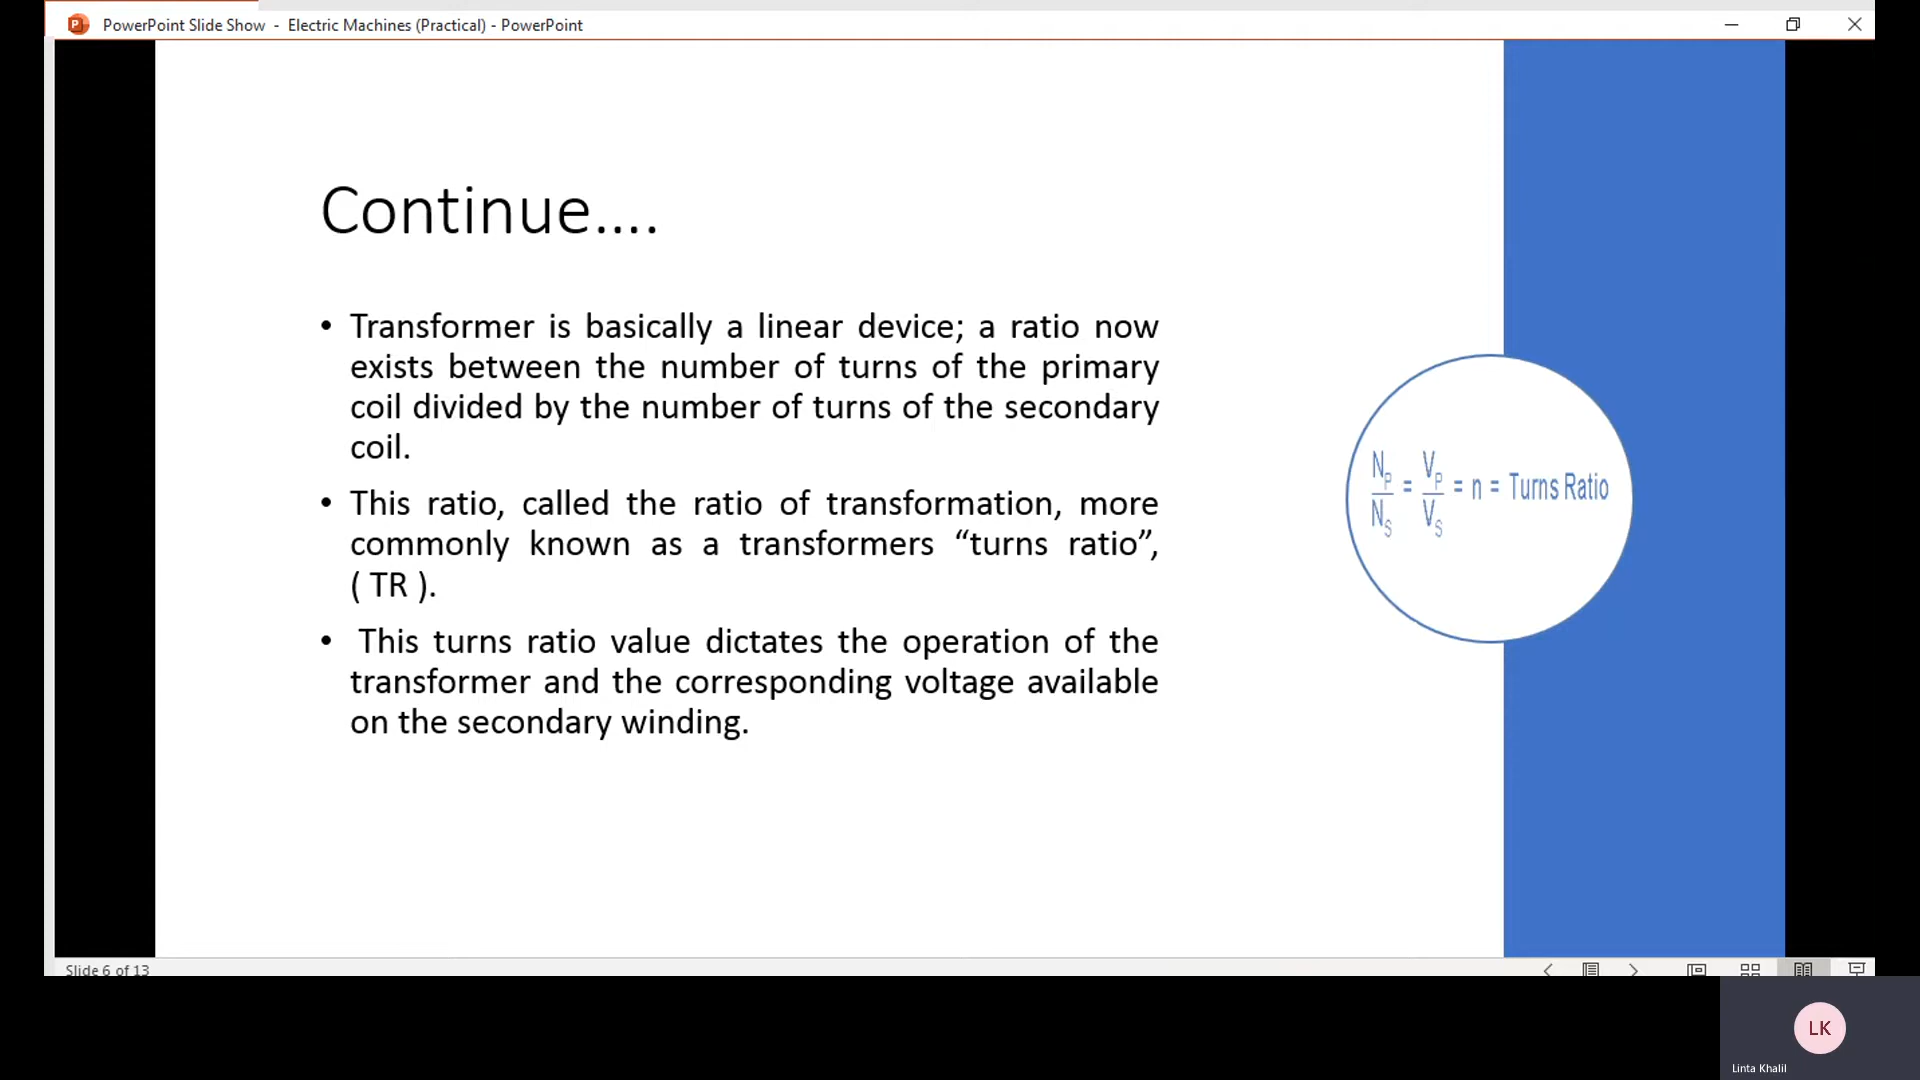 PowerPoint Slide Show - Electric Machines (Practical) - PowerPoint
Continue....
• Transformer is basically a linear device; a ratio now
exists between the number of turns of the primary
coil divided by the number of turns of the secondary
coil.
• This ratio, called the ratio of transformation, more
commonly known as a transformers “turns ratio”,
( TR ).
• This turns ratio value dictates the operation of the
transformer and the corresponding voltage available
on the secondary winding.
N_P/N_S = V_P/V_S = n = Turns Ratio
Slide 6 of 13
LK
Linta Khalil